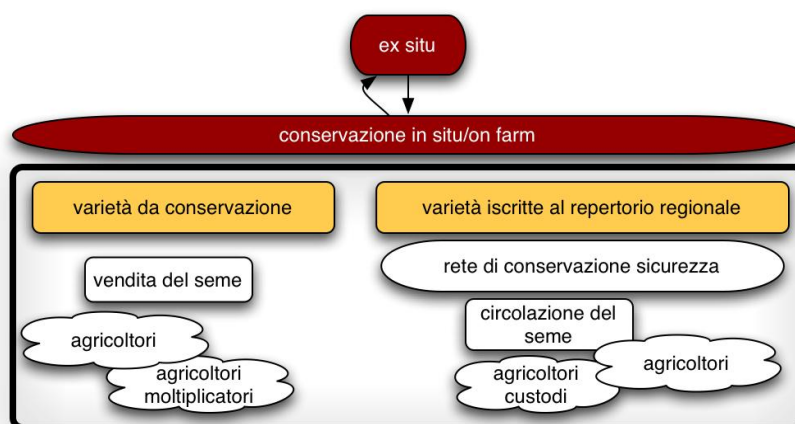 ex situ
conservazione in situ/on farm
varietà da conservazione
varietà iscritte al repertorio regionale
vendita del seme
rete di conservazione sicurezza
agricoltori
agricoltori
moltiplicatori
circolazione del
seme
agricoltori
custodi
agricoltori